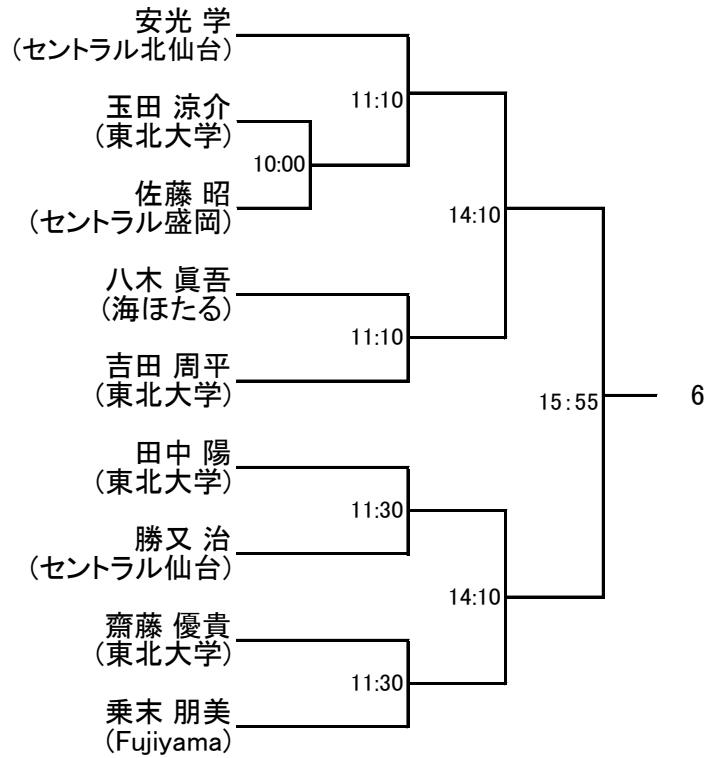 安光 学
(セントラル北仙台)
11:10
玉田 涼介
(東北大学)
10:00
佐藤 昭
(セントラル盛岡)
14:10
八木 眞吾
(海ほたる)
11:10
吉田 周平
(東北大学)
15:55
6
田中 陽
(東北大学)
11:30
勝又 治
(セントラル仙台)
14:10
齋藤 優貴
(東北大学)
11:30
乗末 朋美
(Fujiyama)